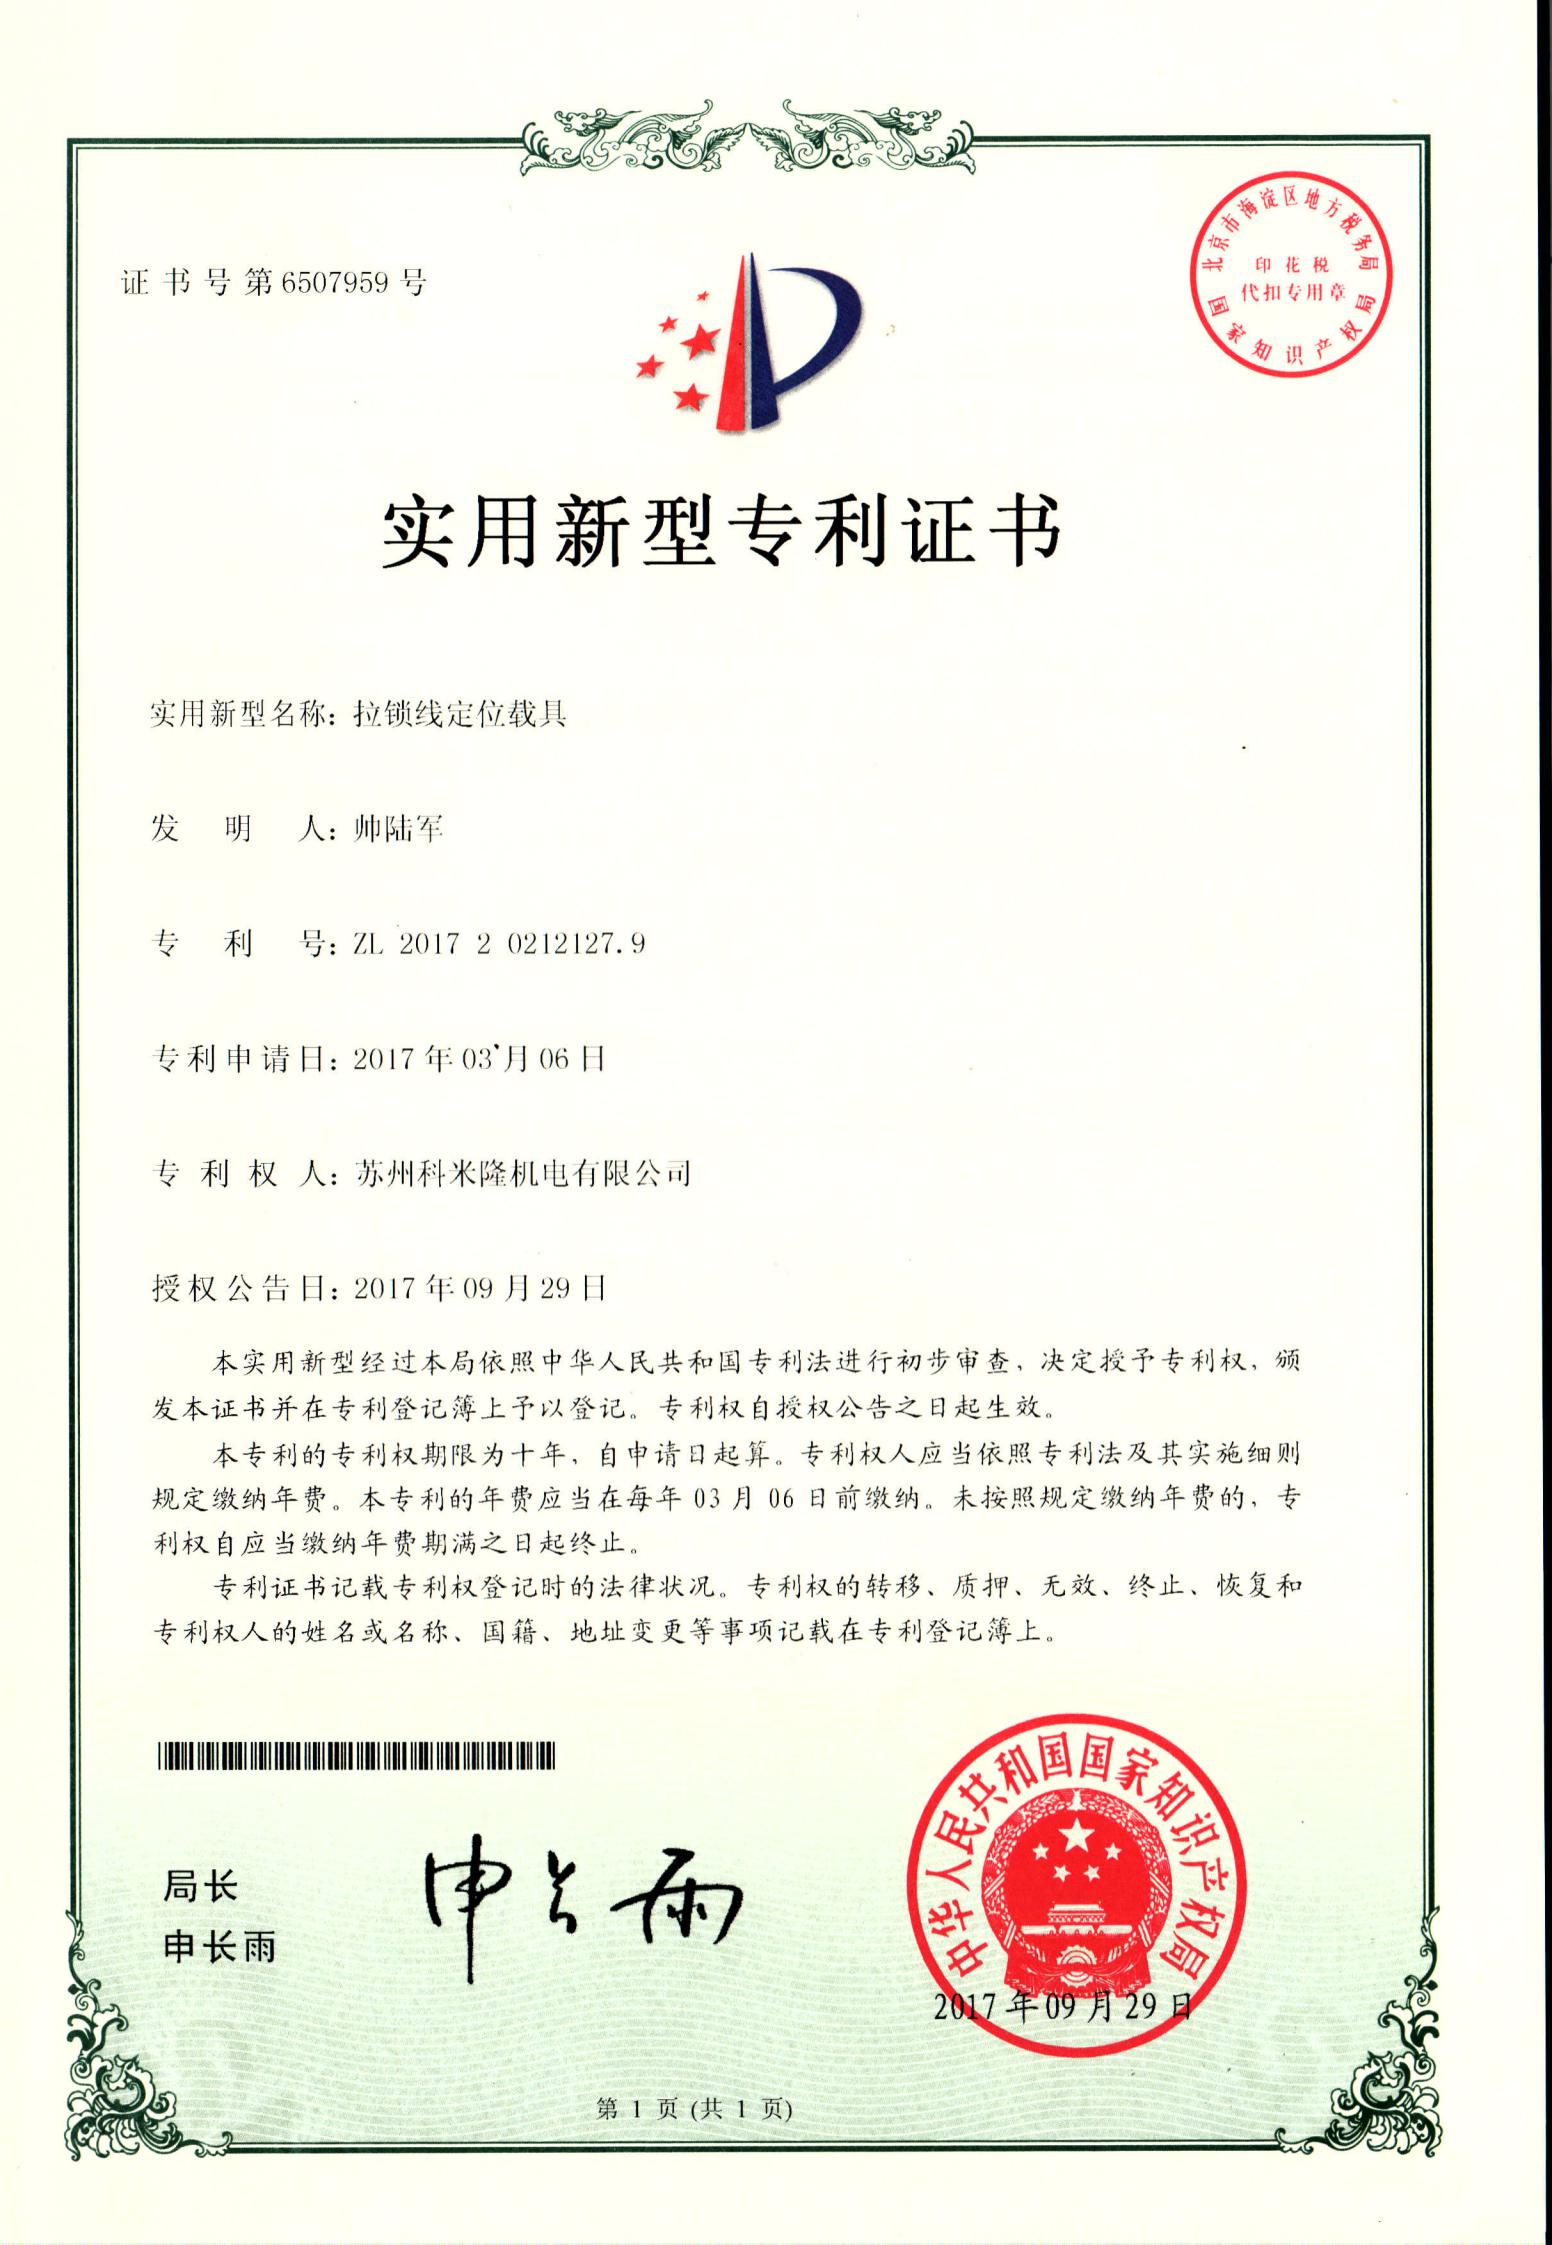 证书号第6507959号
北京市海淀区地方税务局
印花税
代扣专用章
国家知识产权局
实用新型专利证书
实用新型名称：拉锁线定位载具
发明人：帅陆军
专利号：ZL 2017 2 0212127.9
专利申请日：2017年03月06日
专利权人：苏州科米隆机电有限公司
授权公告日：2017年09月29日
本实用新型经过本局依照中华人民共和国专利法进行初步审查，决定授予专利权，颁
发本证书并在专利登记簿上予以登记。专利权自授权公告之日起生效。
本专利的专利权期限为十年，自申请日起算。专利权人应当依照专利法及其实施细则
规定缴纳年费。本专利的年费应当在每年03月06日前缴纳。未按照规定缴纳年费的，专
利权自应当缴纳年费期满之日起终止。
专利证书记载专利权登记时的法律状况。专利权的转移、质押、无效、终止、恢复和
专利权人的姓名或名称、国籍、地址变更等事项记载在专利登记簿上。
局长
申长雨
申长雨
中华人民共和国国家知识产权局
2017年09月29日
第 1 页 (共 1 页)